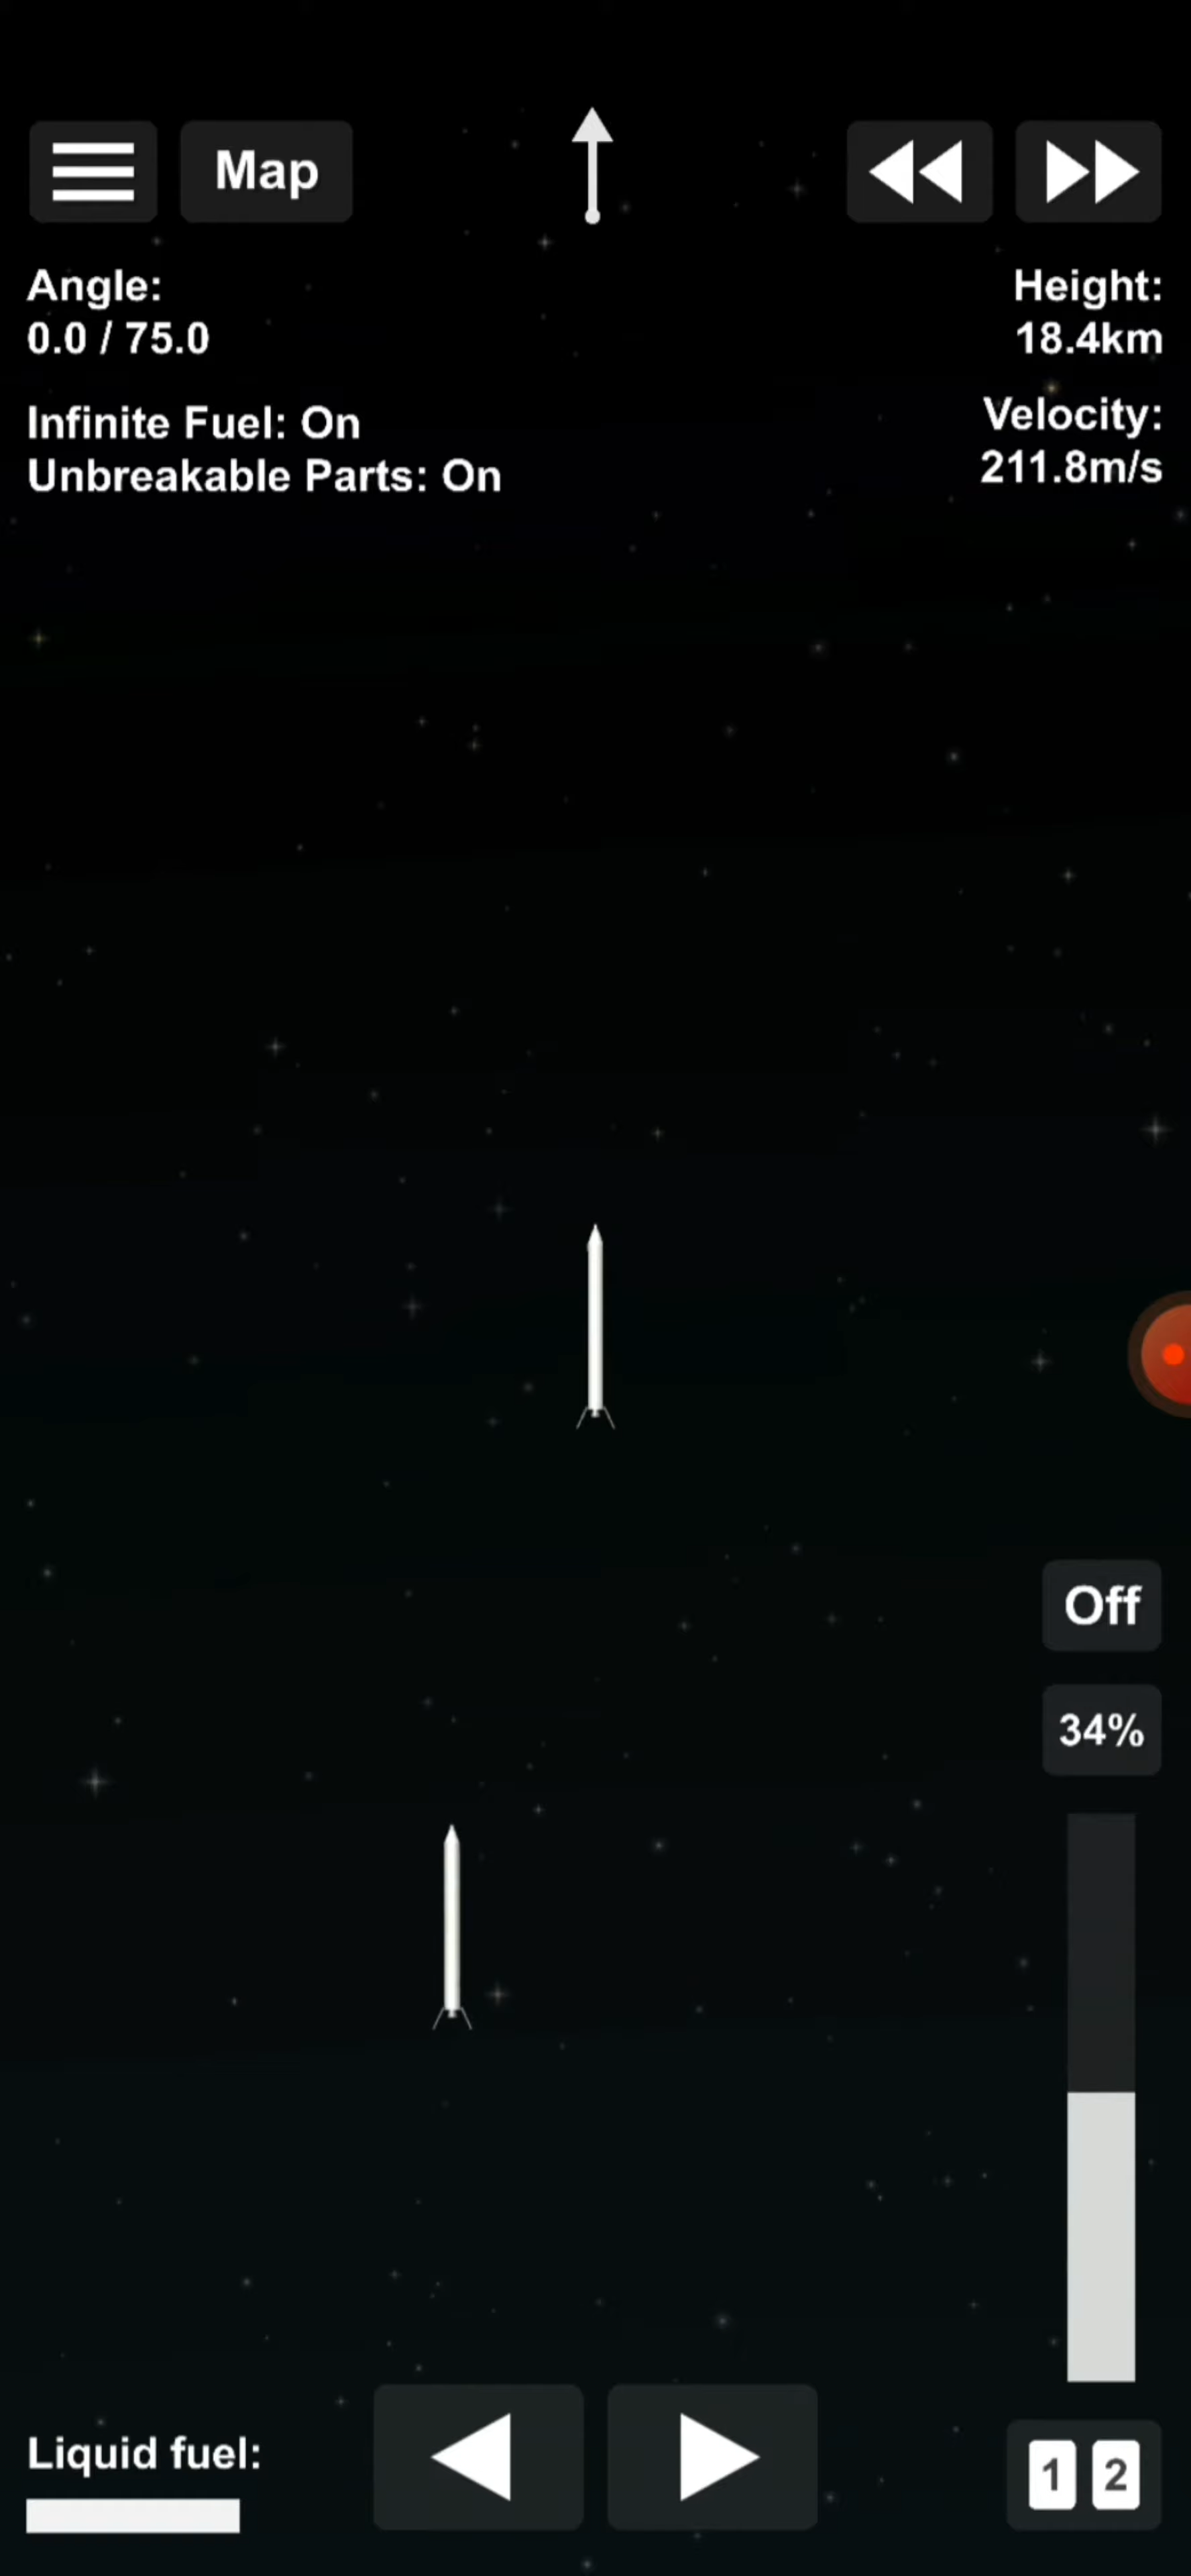 Map
Angle:
0.0 / 75.0
Infinite Fuel: On
Unbreakable Parts: On
Height:
18.4km
Velocity:
211.8m/s
Off
34%
Liquid fuel:
1 2